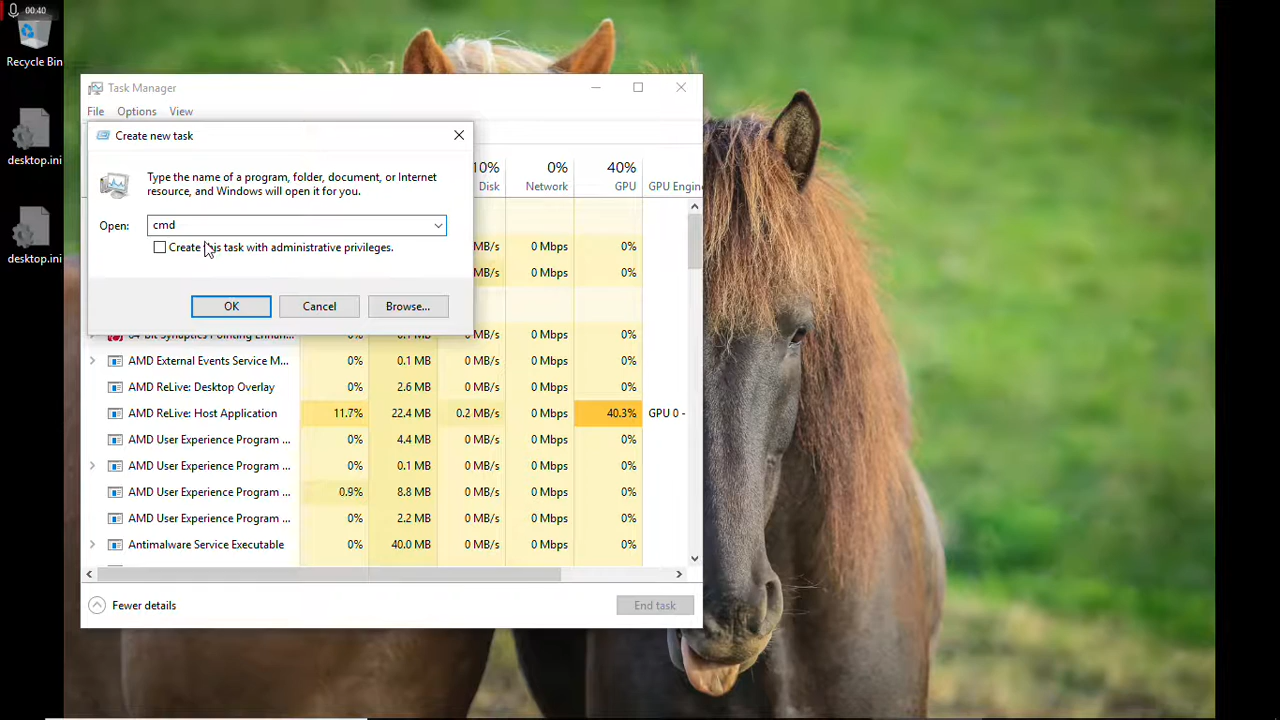 00:40
Recycle Bin
desktop.ini
desktop.ini
Task Manager
File Options View
Create new task
Type the name of a program, folder, document, or Internet
resource, and Windows will open it for you.
Open: cmd
Create this task with administrative privileges.
OK Cancel Browse...
10% 0% 40%
Disk Network GPU GPU Engin
MB/s 0 Mbps 0%
MB/s 0 Mbps 0%
0% 0.1 MB 0 MB/s 0 Mbps 0%
AMD External Events Service M... 0% 0.1 MB 0 MB/s 0 Mbps 0%
AMD ReLive: Desktop Overlay 0% 2.6 MB 0 MB/s 0 Mbps 0%
AMD ReLive: Host Application 11.7% 22.4 MB 0.2 MB/s 0 Mbps 40.3% GPU 0 -
AMD User Experience Program ... 0% 4.4 MB 0 MB/s 0 Mbps 0%
AMD User Experience Program ... 0% 0.1 MB 0 MB/s 0 Mbps 0%
AMD User Experience Program ... 0.9% 8.8 MB 0 MB/s 0 Mbps 0%
AMD User Experience Program ... 0% 2.2 MB 0 MB/s 0 Mbps 0%
Antimalware Service Executable 0% 40.0 MB 0 MB/s 0 Mbps 0%
Fewer details End task